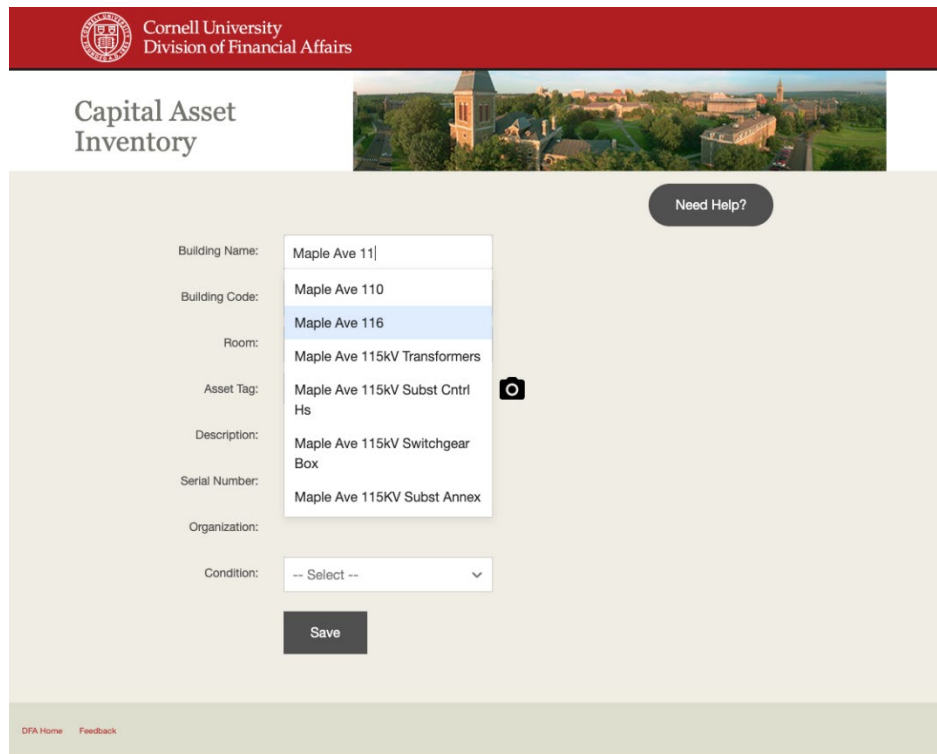 Cornell University
Division of Financial Affairs
Capital Asset
Inventory
Need Help?
Building Name:
Maple Ave 11
Maple Ave 110
Building Code:
Maple Ave 116
Room:
Maple Ave 115kV Transformers
Asset Tag:
Maple Ave 115kV Subst Cntrl
Hs
Description:
Maple Ave 115kV Switchgear
Box
Serial Number:
Maple Ave 115KV Subst Annex
Organization:
Condition:
-- Select --
Save
DFA Home
Feedback